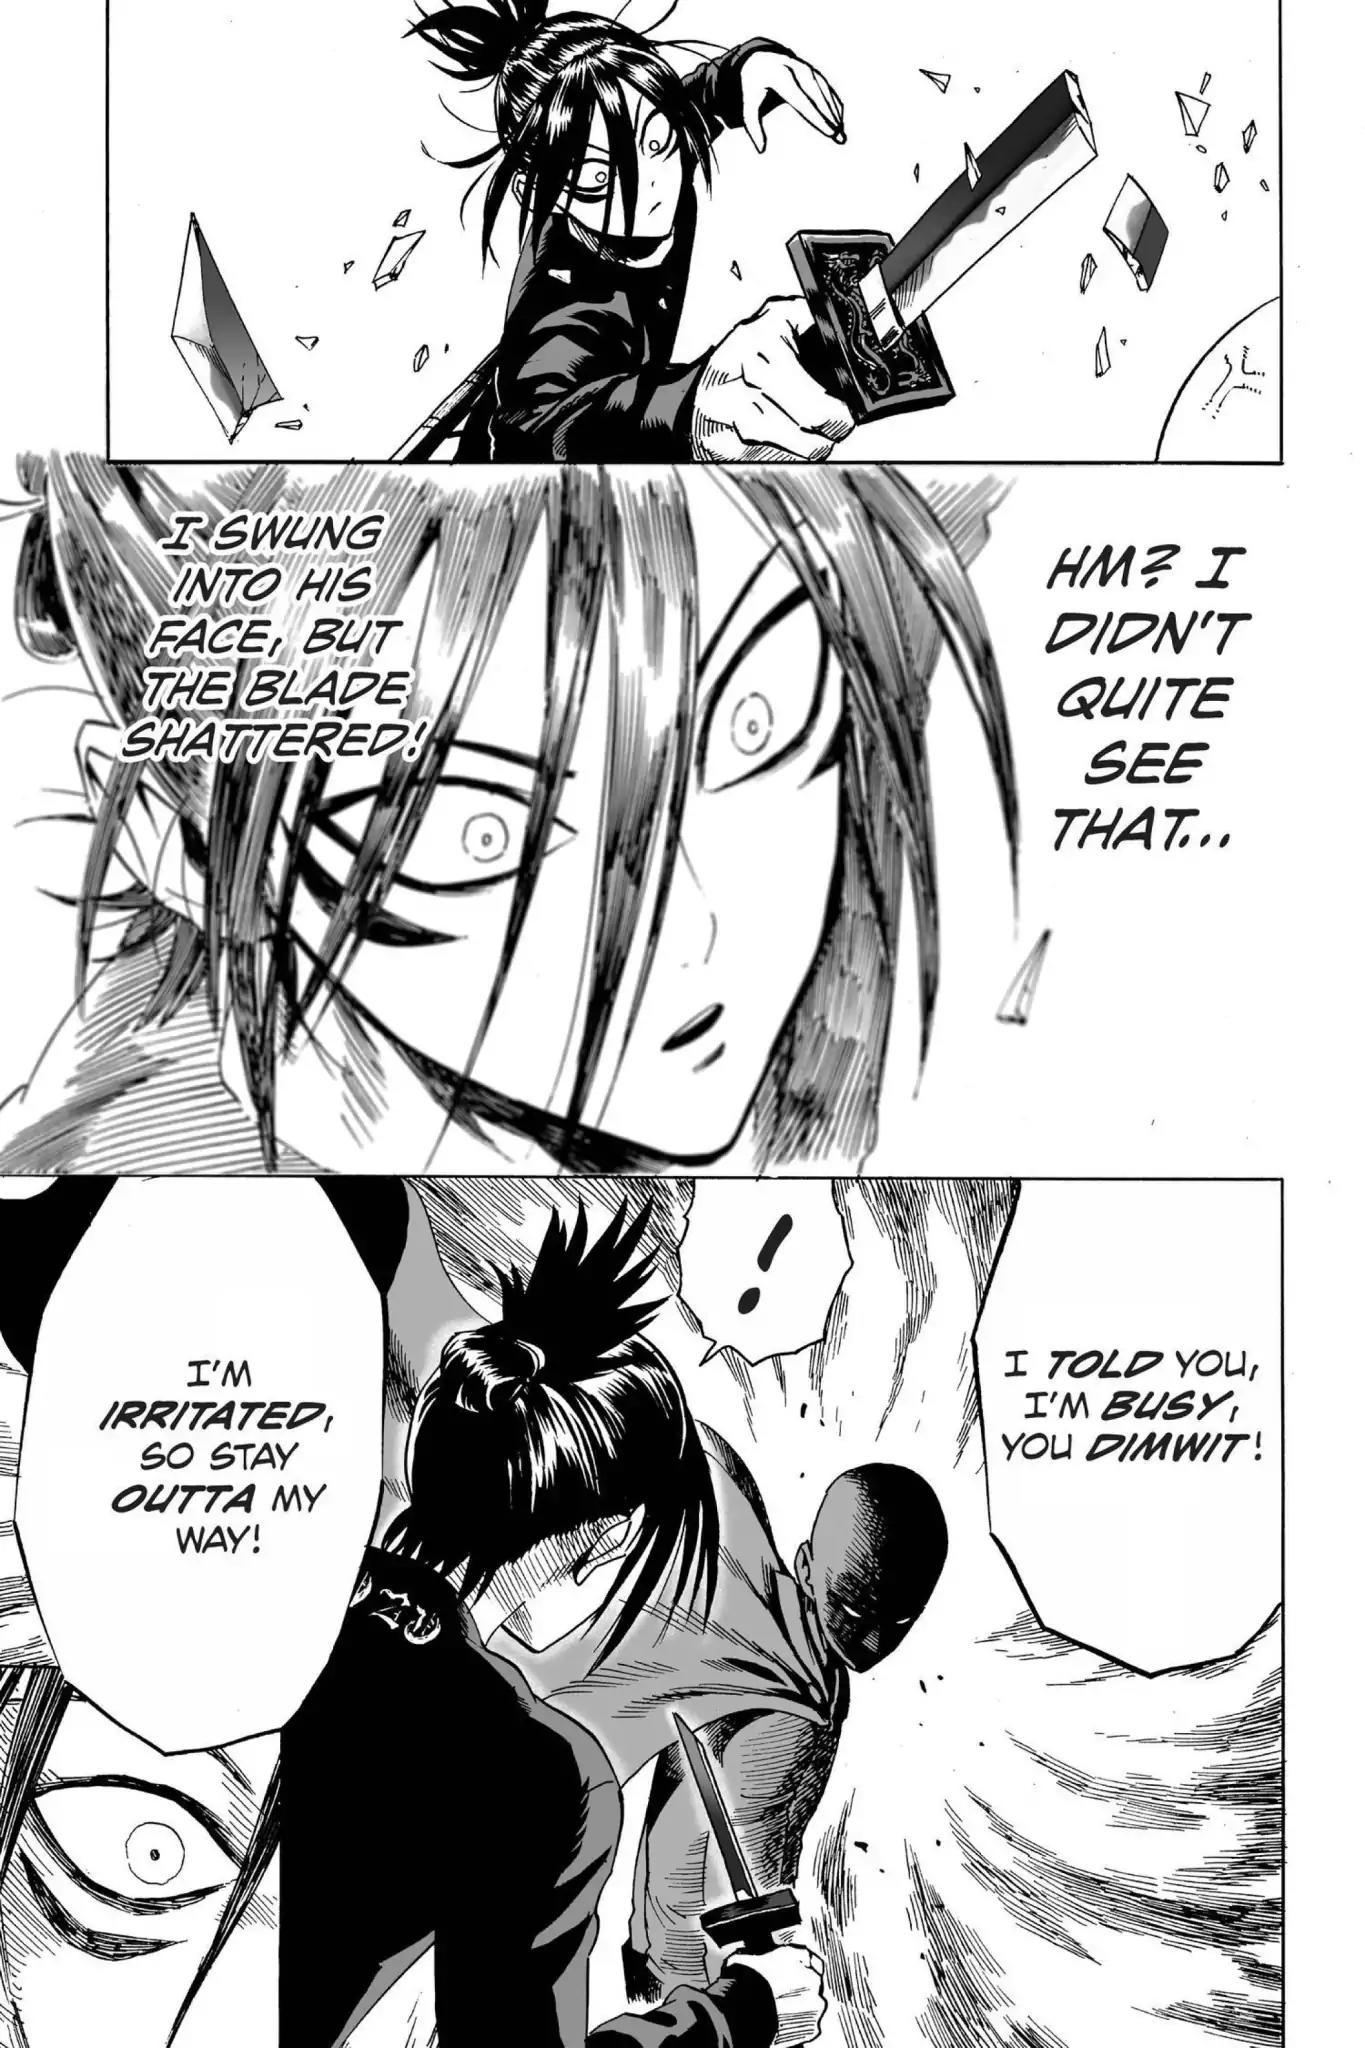 HM? I
DIDN'T
QUITE
SEE
THAT...
I SWUNG
INTO HIS
FACE, BUT
THE BLADE
SHATTERED!
!
I TOLD YOU,
I'M BUSY,
YOU DIMWIT!
I'M
IRRITATED,
SO STAY
OUTTA MY
WAY!